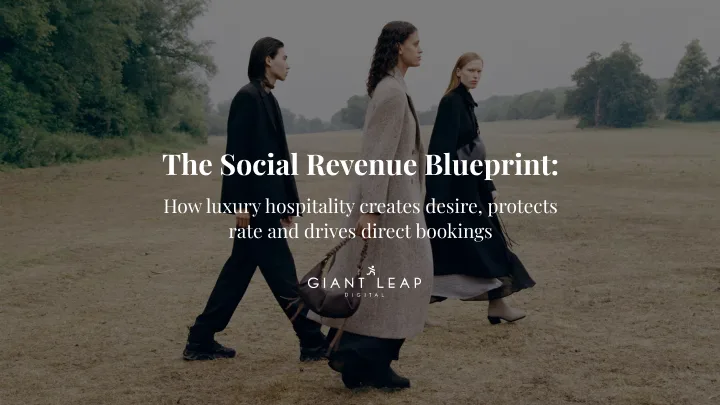 The Social Revenue Blueprint:
How luxury hospitality creates desire, protects
rate and drives direct bookings
GIANT LEAP
DIGITAL